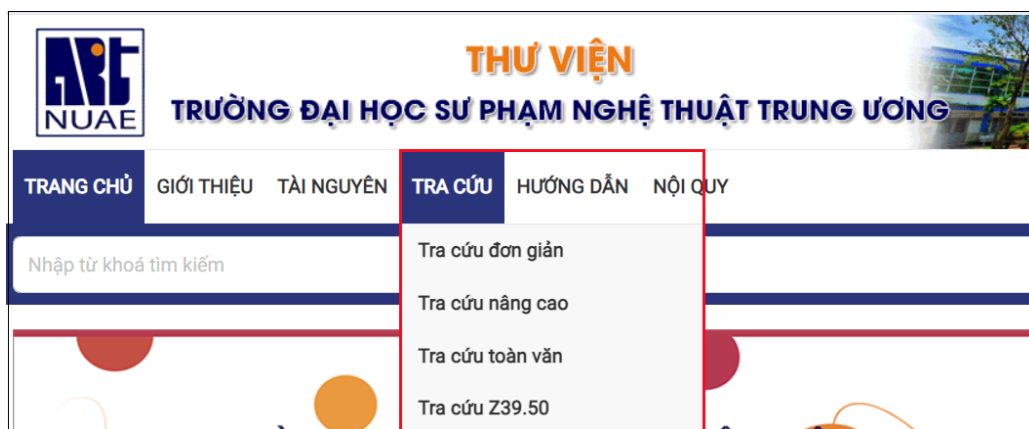 ART
NUAE
THƯ VIỆN
TRƯỜNG ĐẠI HỌC SƯ PHẠM NGHỆ THUẬT TRUNG ƯƠNG
TRANG CHỦ GIỚI THIỆU TÀI NGUYÊN TRA CỨU HƯỚNG DẪN NỘI QUY
Nhập từ khoá tìm kiếm
Tra cứu đơn giản
Tra cứu nâng cao
Tra cứu toàn văn
Tra cứu Z39.50